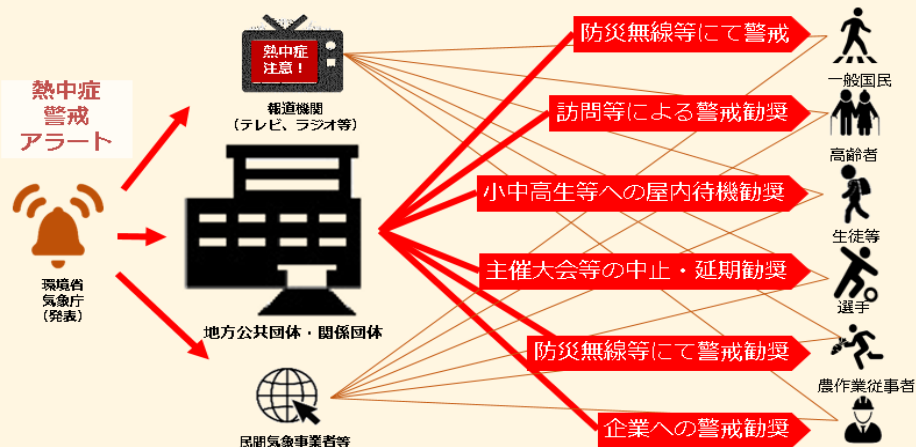 熱中症
警戒
アラート
環境省
気象庁
(発表)
熱中症
注意！
報道機関
(テレビ、ラジオ等)
地方公共団体・関係団体
民間気象事業者等
防災無線等にて警戒
訪問等による警戒勧奨
小中高生等への屋内待機勧奨
主催大会等の中止・延期勧奨
防災無線等にて警戒勧奨
企業への警戒勧奨
一般国民
高齢者
生徒等
選手
農作業従事者